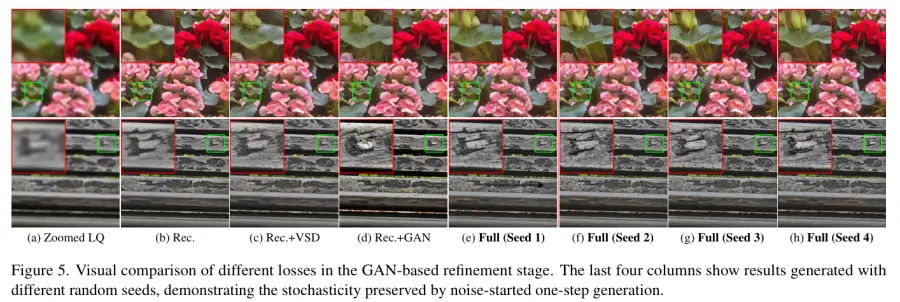 (a) Zoomed LQ (b) Rec. (c) Rec.+VSD (d) Rec.+GAN (e) Full (Seed 1) (f) Full (Seed 2) (g) Full (Seed 3) (h) Full (Seed 4)
Figure 5. Visual comparison of different losses in the GAN-based refinement stage. The last four columns show results generated with
different random seeds, demonstrating the stochasticity preserved by noise-started one-step generation.